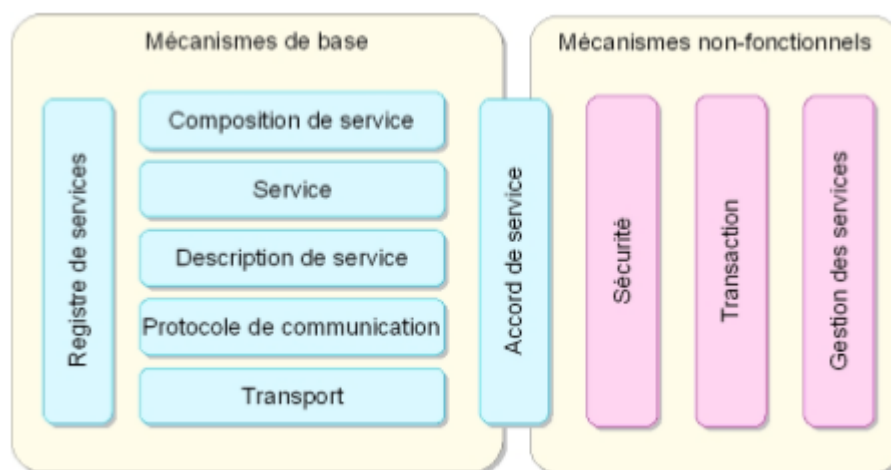 Mécanismes de base
Mécanismes non-fonctionnels
Registre de services
Composition de service
Service
Description de service
Protocole de communication
Transport
Accord de service
Sécurité
Transaction
Gestion des services